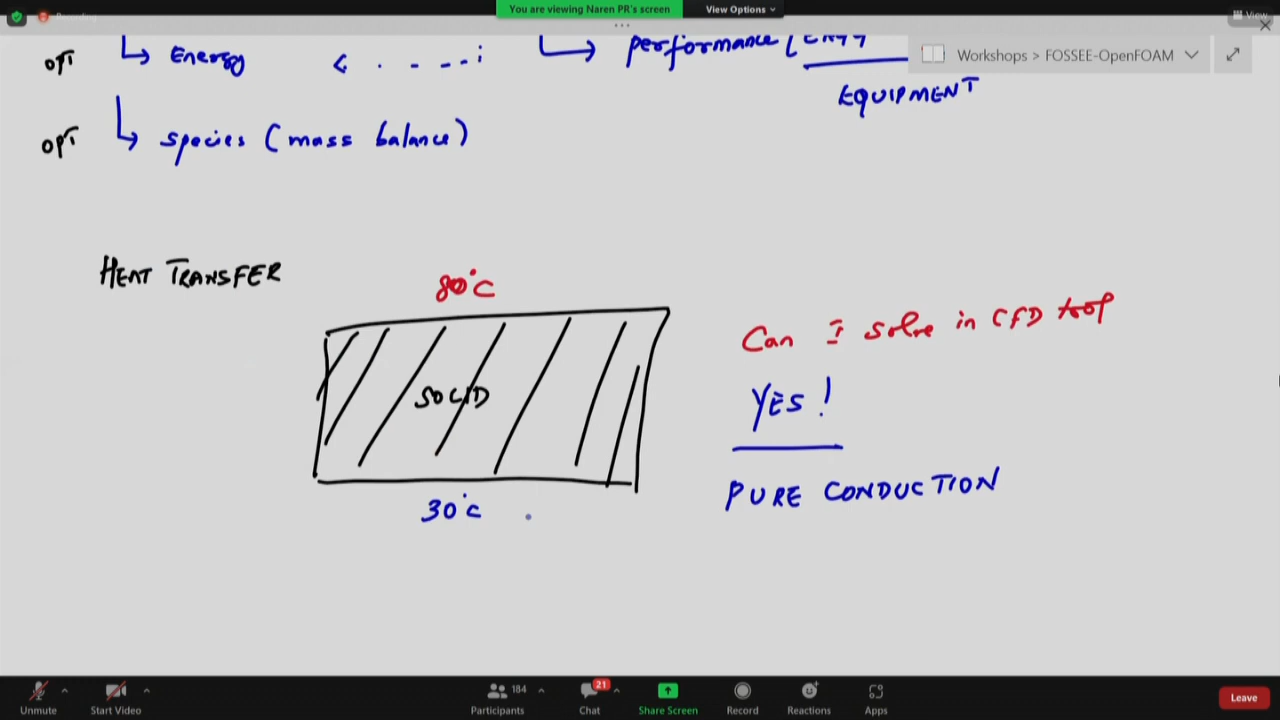 You are viewing Naren PR's screen
View Options
Recording
View
Workshops > FOSSEE-OpenFOAM
OPT
Energy
performance
EQUIPMENT
OPT
species (mass balance)
HEAT TRANSFER
80°C
SOLID
30°C
Can I solve in CFD tool
YES!
PURE CONDUCTION
Unmute
Start Video
Participants
184
Chat
21
Share Screen
Record
Reactions
Apps
Leave